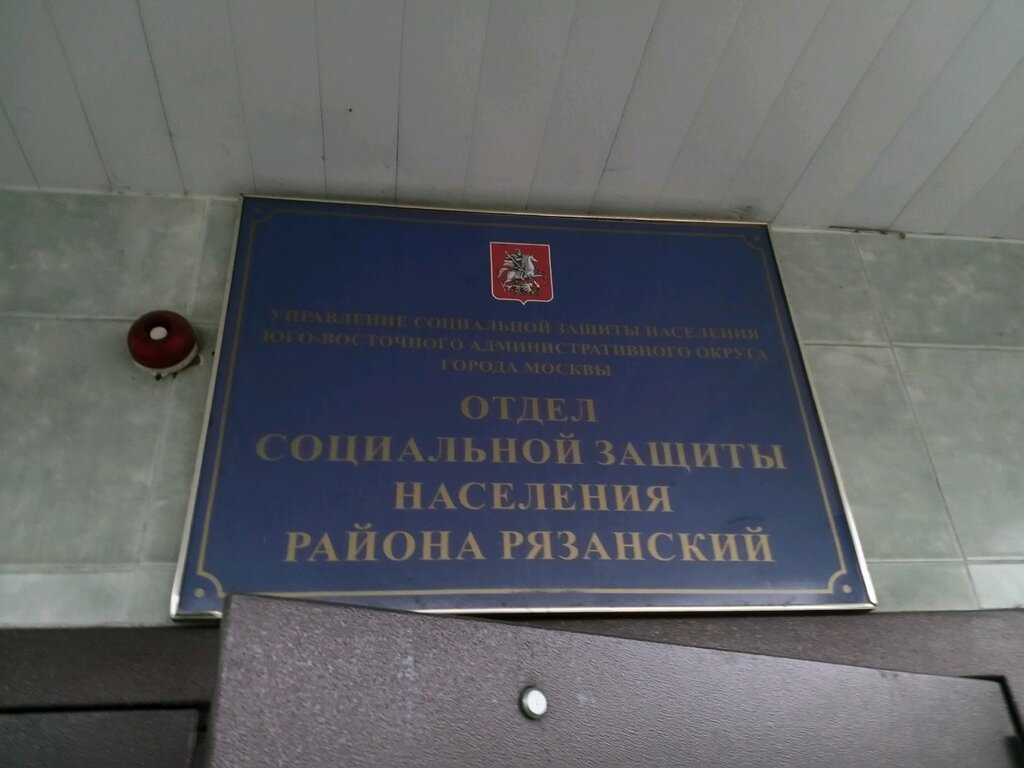 УПРАВЛЕНИЕ СОЦИАЛЬНОЙ ЗАЩИТЫ НАСЕЛЕНИЯ
ЮГО-ВОСТОЧНОГО АДМИНИСТРАТИВНОГО ОКРУГА
ГОРОДА МОСКВЫ
ОТДЕЛ
СОЦИАЛЬНОЙ ЗАЩИТЫ
НАСЕЛЕНИЯ
РАЙОНА РЯЗАНСКИЙ